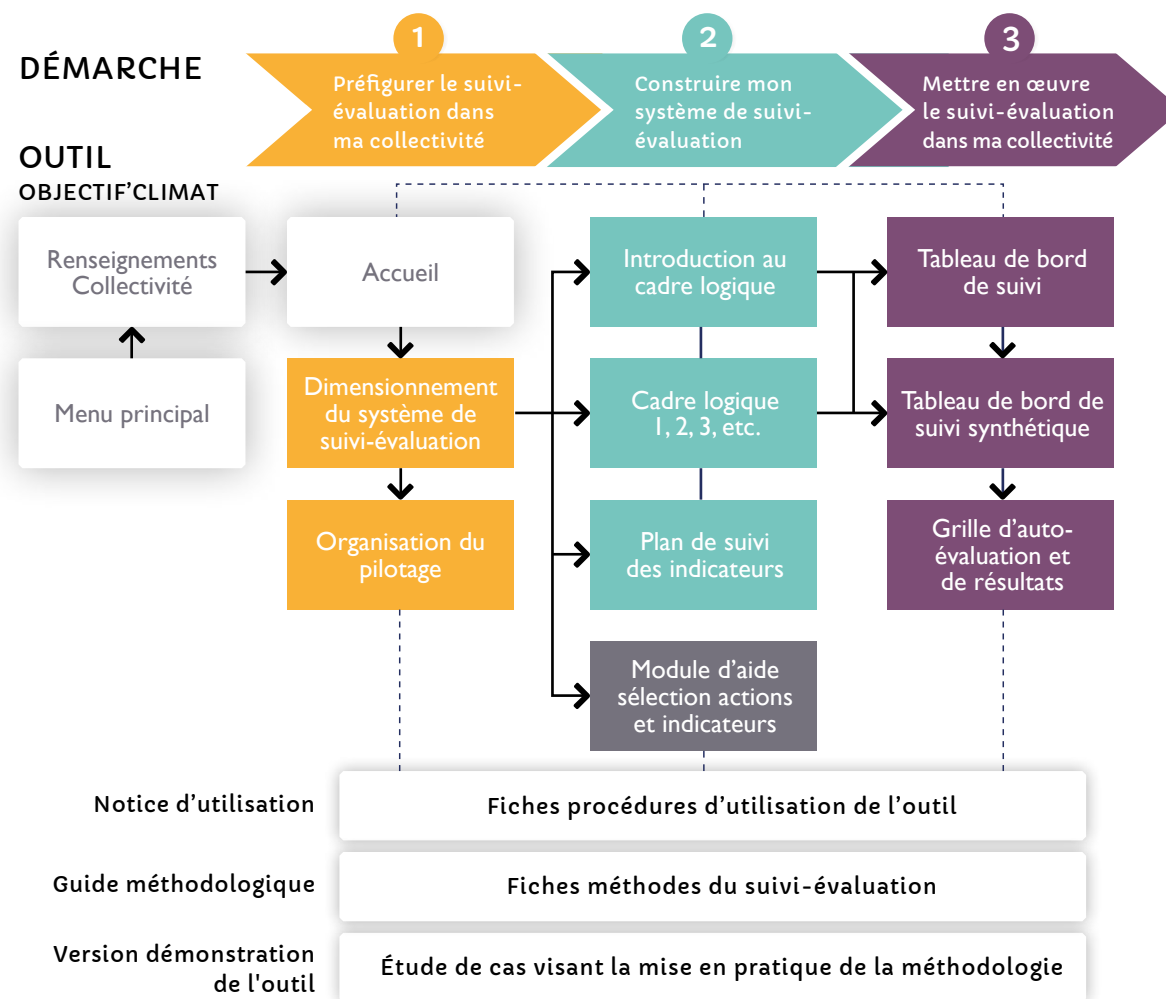 DÉMARCHE
1
Préfigurer le suivi-
évaluation dans
ma collectivité
2
Construire mon
système de suivi-
évaluation
3
Mettre en œuvre
le suivi-évaluation
dans ma collectivité
OUTIL
OBJECTIF’CLIMAT
Renseignements
Collectivité
Accueil
Introduction au
cadre logique
Tableau de bord
de suivi
Menu principal
Dimensionnement
du système de
suivi-évaluation
Cadre logique
1, 2, 3, etc.
Tableau de bord de
suivi synthétique
Organisation du
pilotage
Plan de suivi
des indicateurs
Grille d’auto-
évaluation et
de résultats
Module d’aide
sélection actions
et indicateurs
Notice d’utilisation
Fiches procédures d’utilisation de l’outil
Guide méthodologique
Fiches méthodes du suivi-évaluation
Version démonstration
de l'outil
Étude de cas visant la mise en pratique de la méthodologie